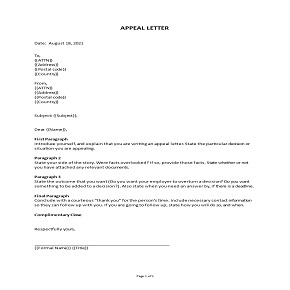 APPEAL LETTER
Date: August 18, 2021
To,
((ATTN))
((Address))
((Postal code))
((Country))
From,
((ATTN))
((Address))
((Postal code))
((Country))
Subject: ((Subject)),
Dear ((Name)),
First Paragraph
Introduce yourself, and explain that you are writing an appeal letter. State the particular decision or
situation you are appealing.
Paragraph 2
State your side of the story. Were facts overlooked? If so, provide those facts. State whether or not
you have attached any relevant documents.
Paragraph 3
State the outcome that you want (Do you want your employer to overturn a decision? Do you want
something to be added to a decision?). Also state when you need an answer by, if there is a deadline.
Final Paragraph
Conclude with a courteous "thank you" for the person's time. Include necessary contact information
so they can follow up with you. If you are going to follow up, state how you will do so, and when.
Complimentary Close
Respectfully yours,
((Formal Name)) ((Title))
Page 1 of 1